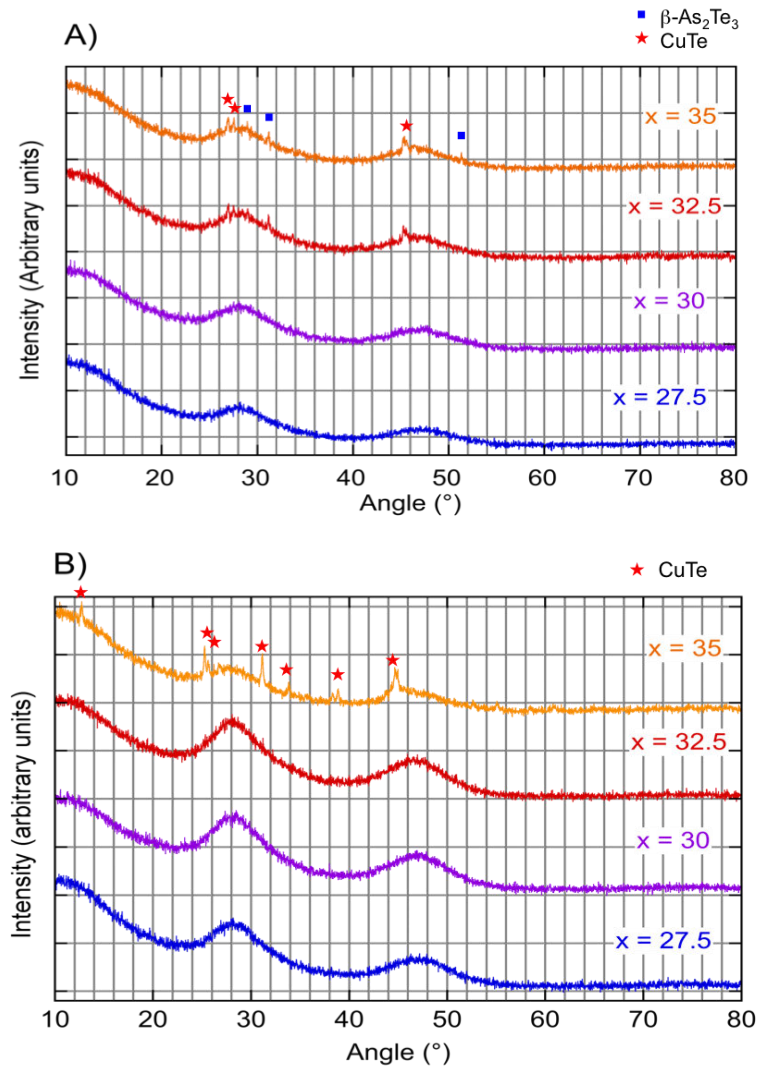 A)
■ β-As₂Te₃
★ CuTe
x = 35
x = 32.5
x = 30
x = 27.5
Intensity (Arbitrary units)
10 20 30 40 50 60 70 80
Angle (°)
B)
★ CuTe
x = 35
x = 32.5
x = 30
x = 27.5
Intensity (arbitrary units)
10 20 30 40 50 60 70 80
Angle (°)